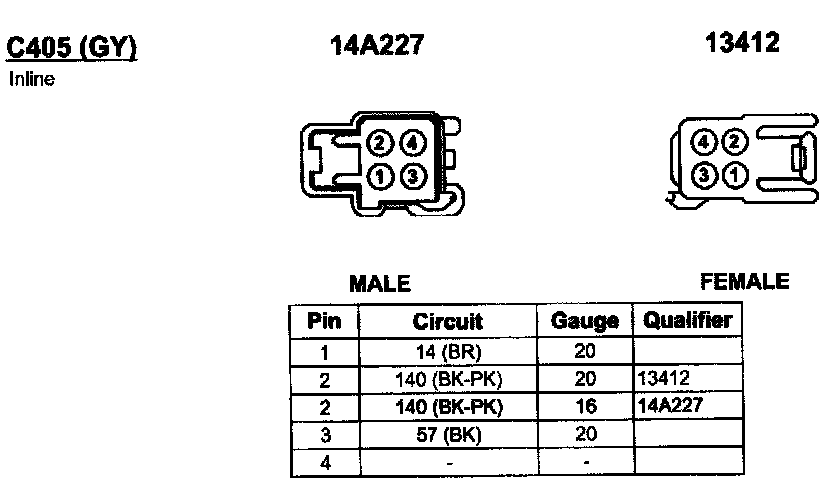 C405 (GY) 14A227 13412
Inline
2 4 4 2
1 3 3 1
MALE FEMALE
Pin Circuit Gauge Qualifier
1 14 (BR) 20
2 140 (BK-PK) 20 13412
2 140 (BK-PK) 16 14A227
3 57 (BK) 20
4 - -